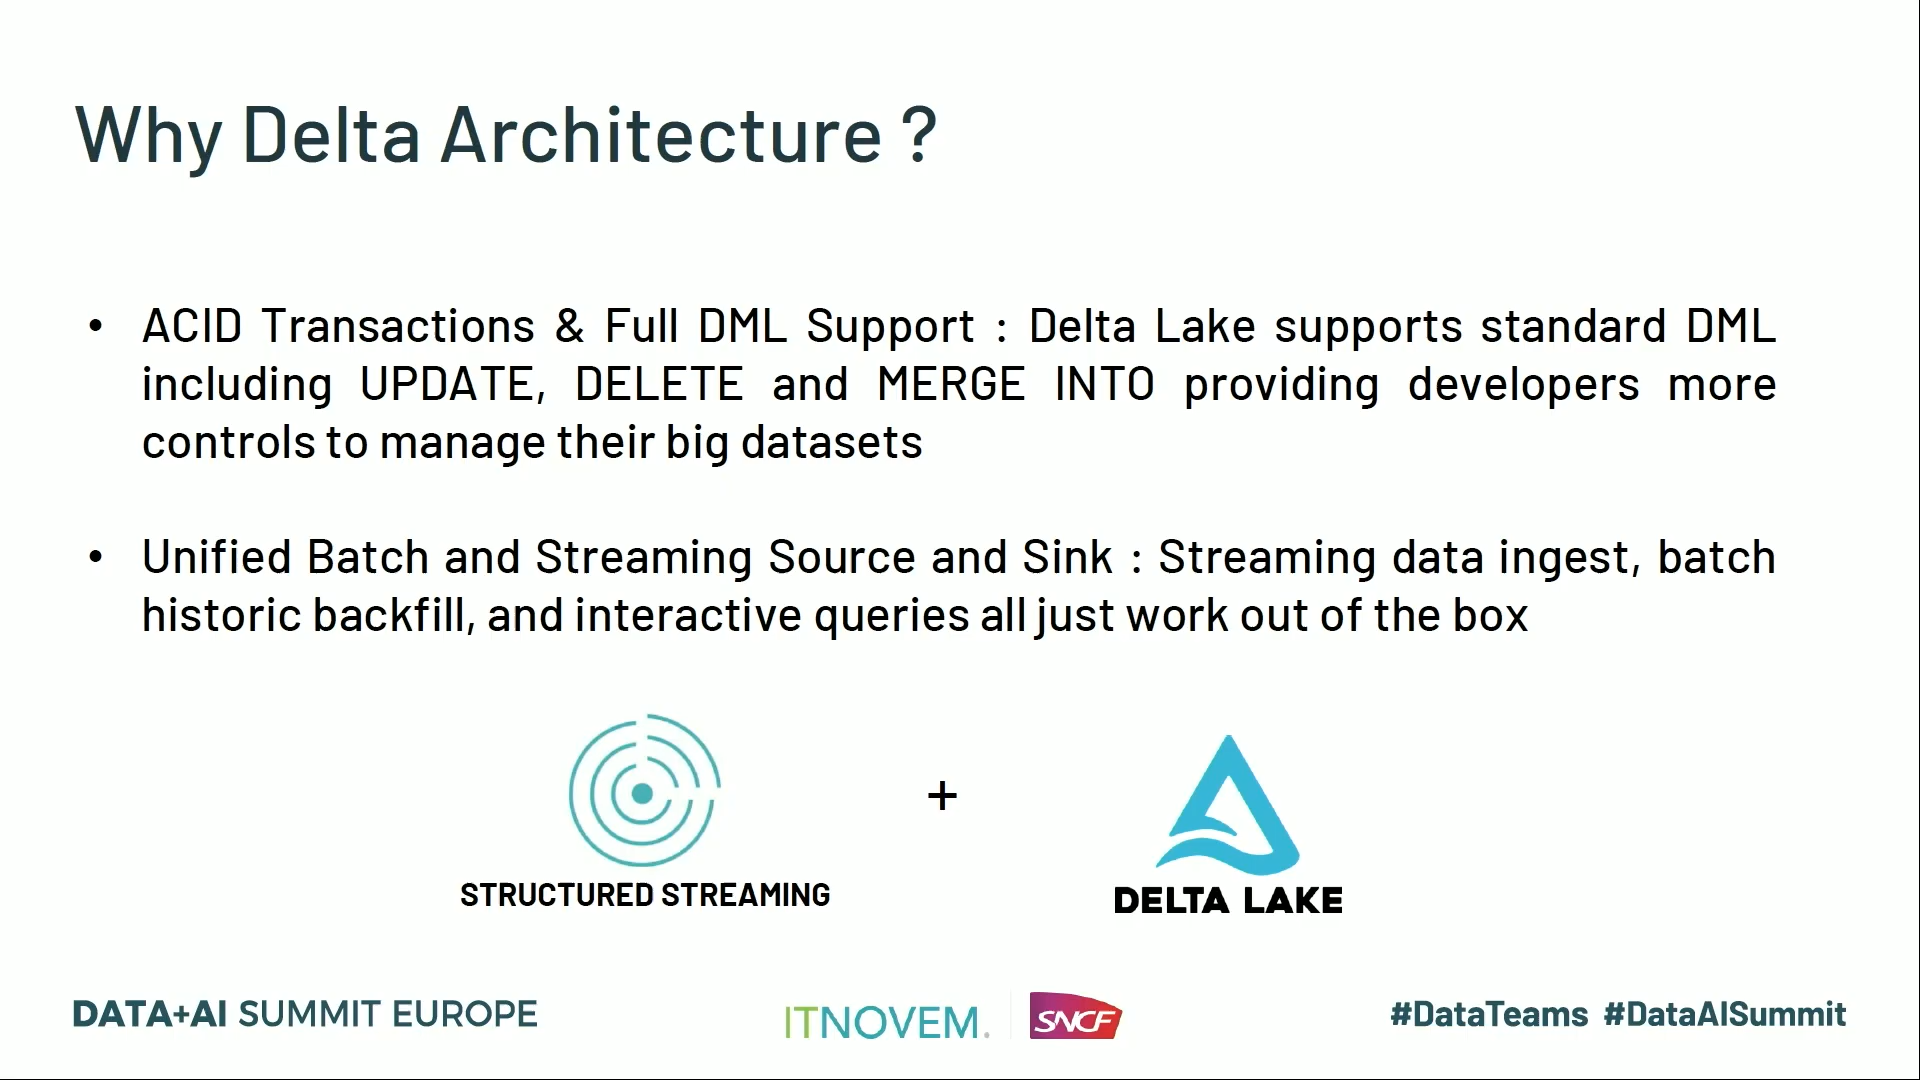 Why Delta Architecture ?
• ACID Transactions & Full DML Support : Delta Lake supports standard DML
including UPDATE, DELETE and MERGE INTO providing developers more
controls to manage their big datasets
• Unified Batch and Streaming Source and Sink : Streaming data ingest, batch
historic backfill, and interactive queries all just work out of the box
+
STRUCTURED STREAMING
DELTA LAKE
DATA+AI SUMMIT EUROPE
ITNOVEM.
SNCF
#DataTeams #DataAISummit